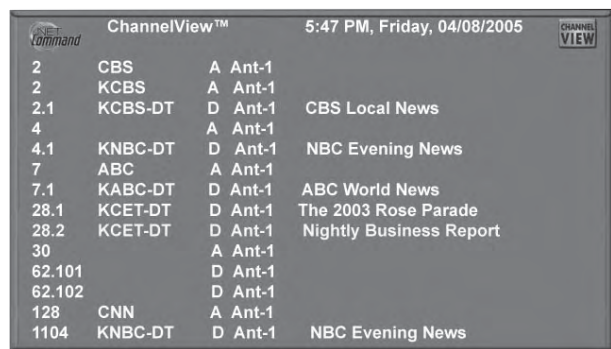 NET Command ChannelView™ 5:47 PM, Friday, 04/08/2005 CHANNEL VIEW
2 CBS A Ant-1
2 KCBS A Ant-1
2.1 KCBS-DT D Ant-1 CBS Local News
4 A Ant-1
4.1 KNBC-DT D Ant-1 NBC Evening News
7 ABC A Ant-1
7.1 KABC-DT D Ant-1 ABC World News
28.1 KCET-DT D Ant-1 The 2003 Rose Parade
28.2 KCET-DT D Ant-1 Nightly Business Report
30 A Ant-1
62.101 D Ant-1
62.102 D Ant-1
128 CNN A Ant-1
1104 KNBC-DT D Ant-1 NBC Evening News